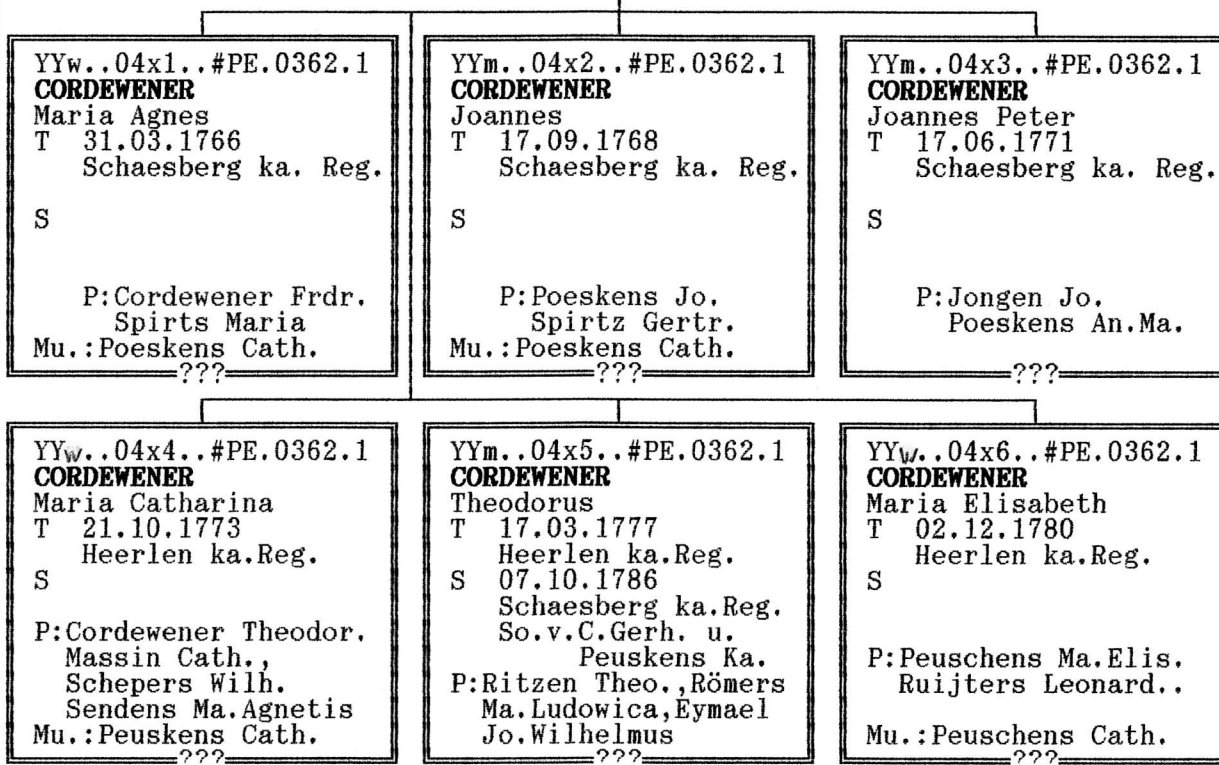 YYw..04x1..#PE.0362.1
CORDEWENER
Maria Agnes
T 31.03.1766
Schaesberg ka. Reg.
S
P:Cordewener Frdr.
Spirts Maria
Mu.:Poeskens Cath.
???
YYm..04x2..#PE.0362.1
CORDEWENER
Joannes
T 17.09.1768
Schaesberg ka. Reg.
S
P:Poeskens Jo.
Spirtz Gertr.
Mu.:Poeskens Cath.
???
YYm..04x3..#PE.0362.1
CORDEWENER
Joannes Peter
T 17.06.1771
Schaesberg ka. Reg.
S
P:Jongen Jo.
Poeskens An.Ma.
???
YYw..04x4..#PE.0362.1
CORDEWENER
Maria Catharina
T 21.10.1773
Heerlen ka.Reg.
S
P:Cordewener Theodor.
Massin Cath.,
Schepers Wilh.
Sendens Ma.Agnetis
Mu.:Peuskens Cath.
???
YYm..04x5..#PE.0362.1
CORDEWENER
Theodorus
T 17.03.1777
Heerlen ka.Reg.
S 07.10.1786
Schaesberg ka.Reg.
So.v.C.Gerh. u.
Peuskens Ka.
P:Ritzen Theo.,Römers
Ma.Ludowica,Eymael
Jo.Wilhelmus
???
YYw..04x6..#PE.0362.1
CORDEWENER
Maria Elisabeth
T 02.12.1780
Heerlen ka.Reg.
S
P:Peuschens Ma.Elis.
Ruijters Leonard..
Mu.:Peuschens Cath.
???